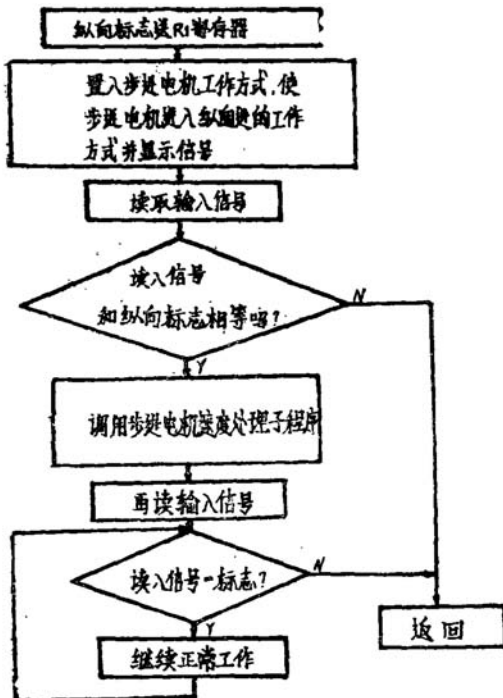 纵向标志送R1寄存器
置入步进电机工作方式,使
步进电机进入纵向进的工作
方式并显示信号
读取输入信号
读入信号
和纵向标志相等吗?
N
Y
调用步进电机速度处理子程序
再读输入信号
读入信号=标志?
N
Y
返回
继续正常工作